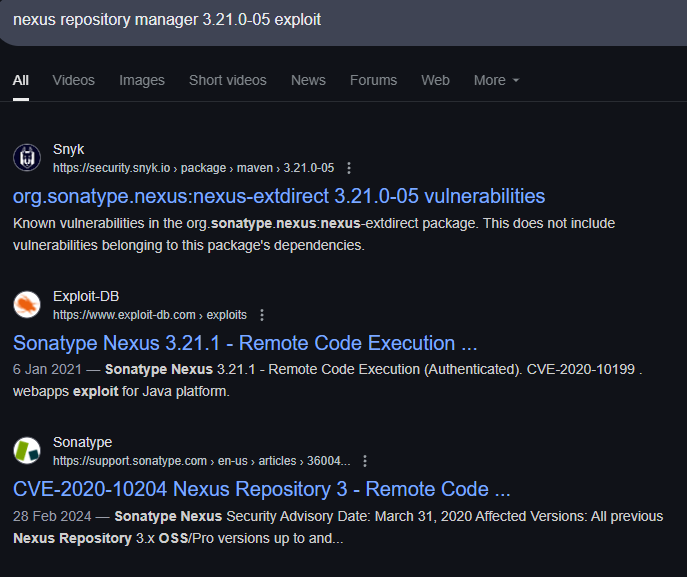 nexus repository manager 3.21.0-05 exploit
All Videos Images Short videos News Forums Web More
Snyk
https://security.snyk.io › package › maven › 3.21.0-05
org.sonatype.nexus:nexus-extdirect 3.21.0-05 vulnerabilities
Known vulnerabilities in the org.sonatype.nexus:nexus-extdirect package. This does not include
vulnerabilities belonging to this package's dependencies.
Exploit-DB
https://www.exploit-db.com › exploits
Sonatype Nexus 3.21.1 - Remote Code Execution ...
6 Jan 2021 — Sonatype Nexus 3.21.1 - Remote Code Execution (Authenticated). CVE-2020-10199 .
webapps exploit for Java platform.
Sonatype
https://support.sonatype.com › en-us › articles › 36004...
CVE-2020-10204 Nexus Repository 3 - Remote Code ...
28 Feb 2024 — Sonatype Nexus Security Advisory Date: March 31, 2020 Affected Versions: All previous
Nexus Repository 3.x OSS/Pro versions up to and...